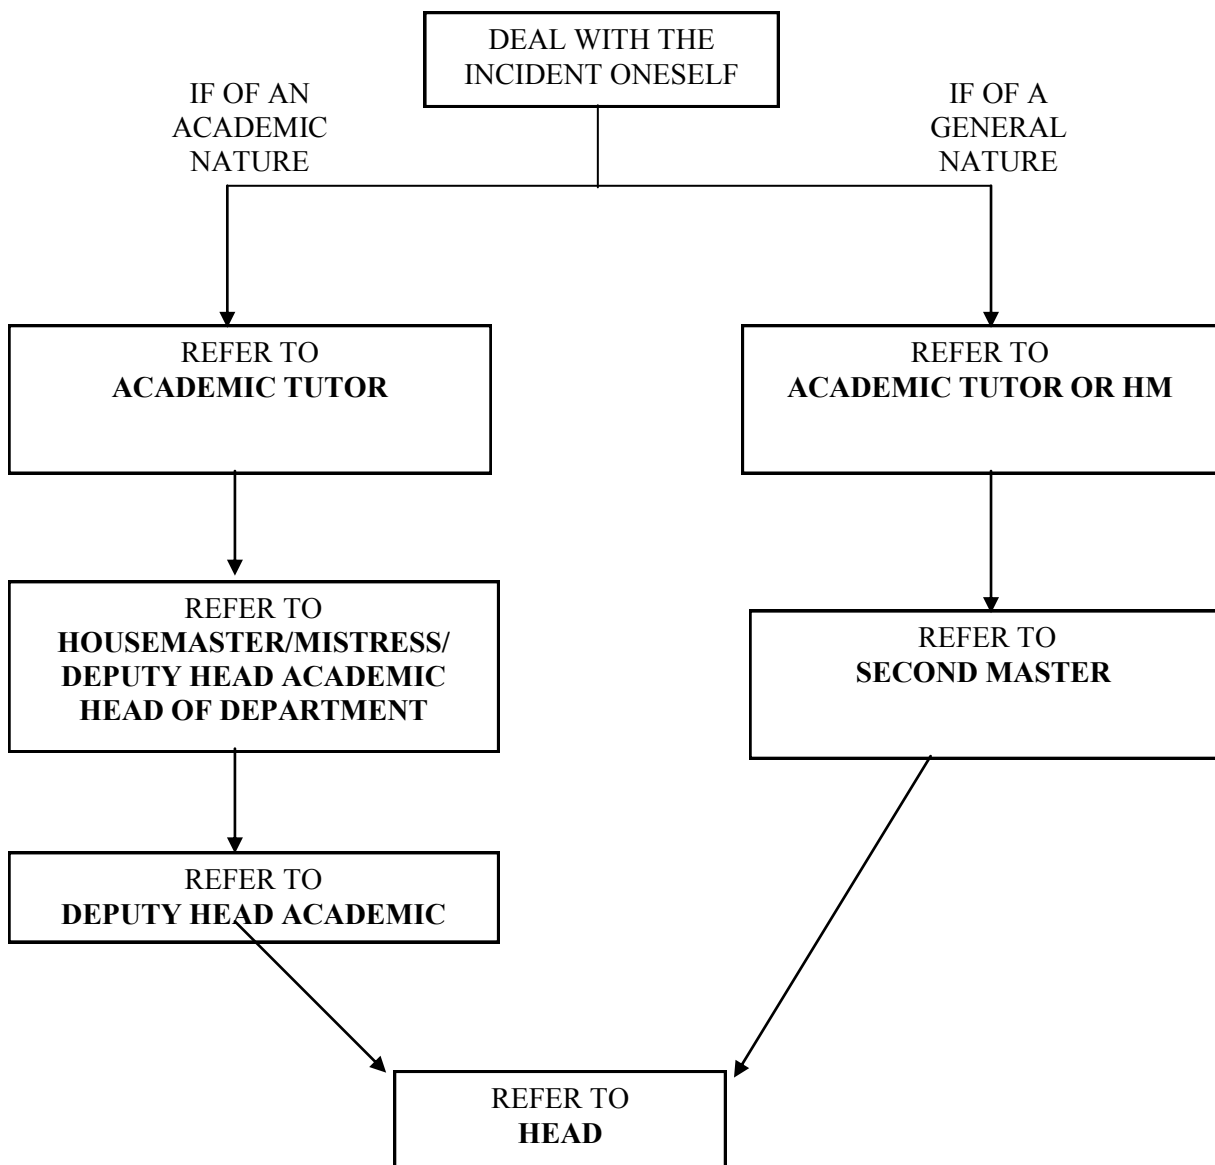 DEAL WITH THE
INCIDENT ONESELF
IF OF AN
ACADEMIC
NATURE
IF OF A
GENERAL
NATURE
REFER TO
ACADEMIC TUTOR
REFER TO
ACADEMIC TUTOR OR HM
REFER TO
HOUSEMASTER/MISTRESS/
DEPUTY HEAD ACADEMIC
HEAD OF DEPARTMENT
REFER TO
SECOND MASTER
REFER TO
DEPUTY HEAD ACADEMIC
REFER TO
HEAD